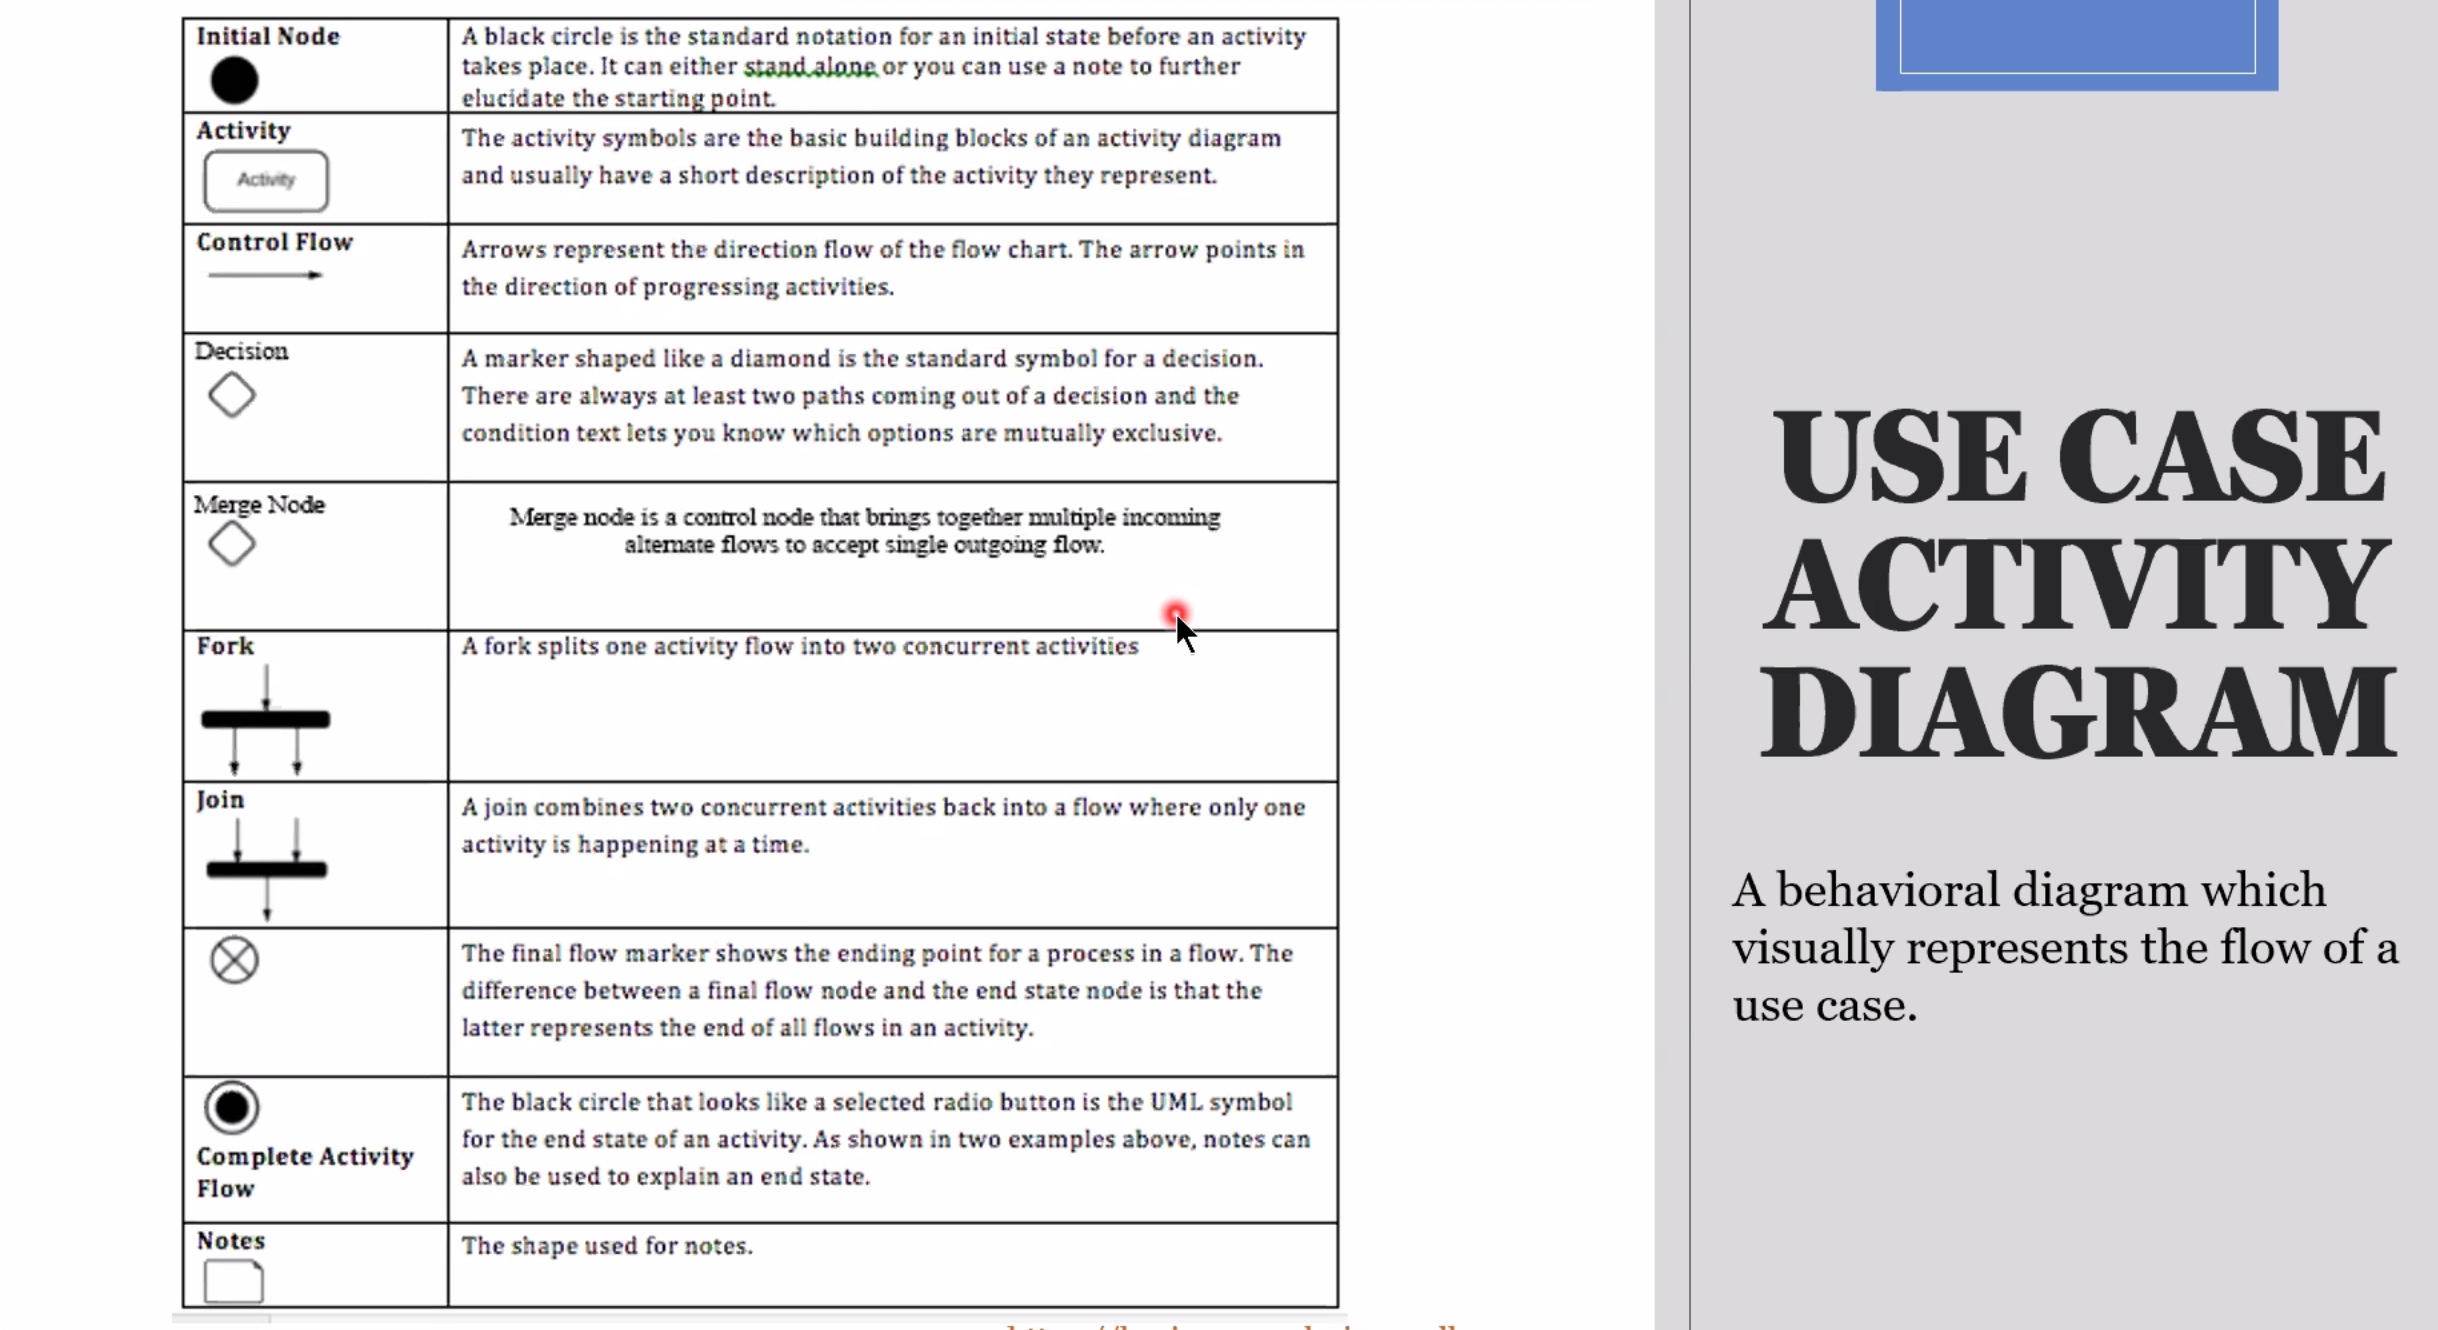 Initial Node
A black circle is the standard notation for an initial state before an activity
takes place. It can either stand alone or you can use a note to further
elucidate the starting point.
Activity
Activity
The activity symbols are the basic building blocks of an activity diagram
and usually have a short description of the activity they represent.
Control Flow
Arrows represent the direction flow of the flow chart. The arrow points in
the direction of progressing activities.
Decision
A marker shaped like a diamond is the standard symbol for a decision.
There are always at least two paths coming out of a decision and the
condition text lets you know which options are mutually exclusive.
Merge Node
Merge node is a control node that brings together multiple incoming
alternate flows to accept single outgoing flow.
Fork
A fork splits one activity flow into two concurrent activities
Join
A join combines two concurrent activities back into a flow where only one
activity is happening at a time.
The final flow marker shows the ending point for a process in a flow. The
difference between a final flow node and the end state node is that the
latter represents the end of all flows in an activity.
Complete Activity
Flow
The black circle that looks like a selected radio button is the UML symbol
for the end state of an activity. As shown in two examples above, notes can
also be used to explain an end state.
Notes
The shape used for notes.
USE CASE
ACTIVITY
DIAGRAM
A behavioral diagram which
visually represents the flow of a
use case.